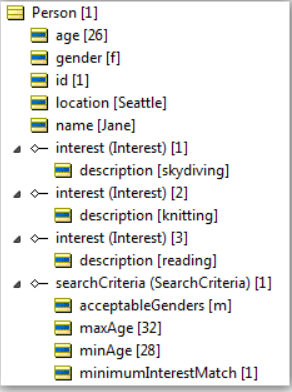 Person [1]
age [26]
gender [f]
id [1]
location [Seattle]
name [Jane]
interest (Interest) [1]
description [skydiving]
interest (Interest) [2]
description [knitting]
interest (Interest) [3]
description [reading]
searchCriteria (SearchCriteria) [1]
acceptableGenders [m]
maxAge [32]
minAge [28]
minimumInterestMatch [1]